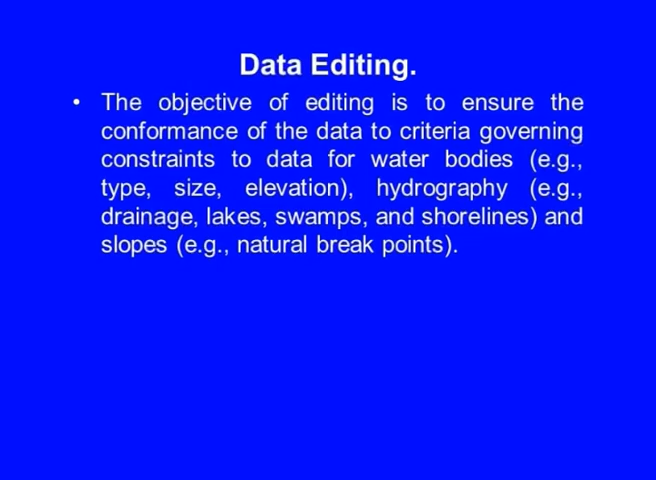 Data Editing.
• The objective of editing is to ensure the
conformance of the data to criteria governing
constraints to data for water bodies (e.g.,
type, size, elevation), hydrography (e.g.,
drainage, lakes, swamps, and shorelines) and
slopes (e.g., natural break points).